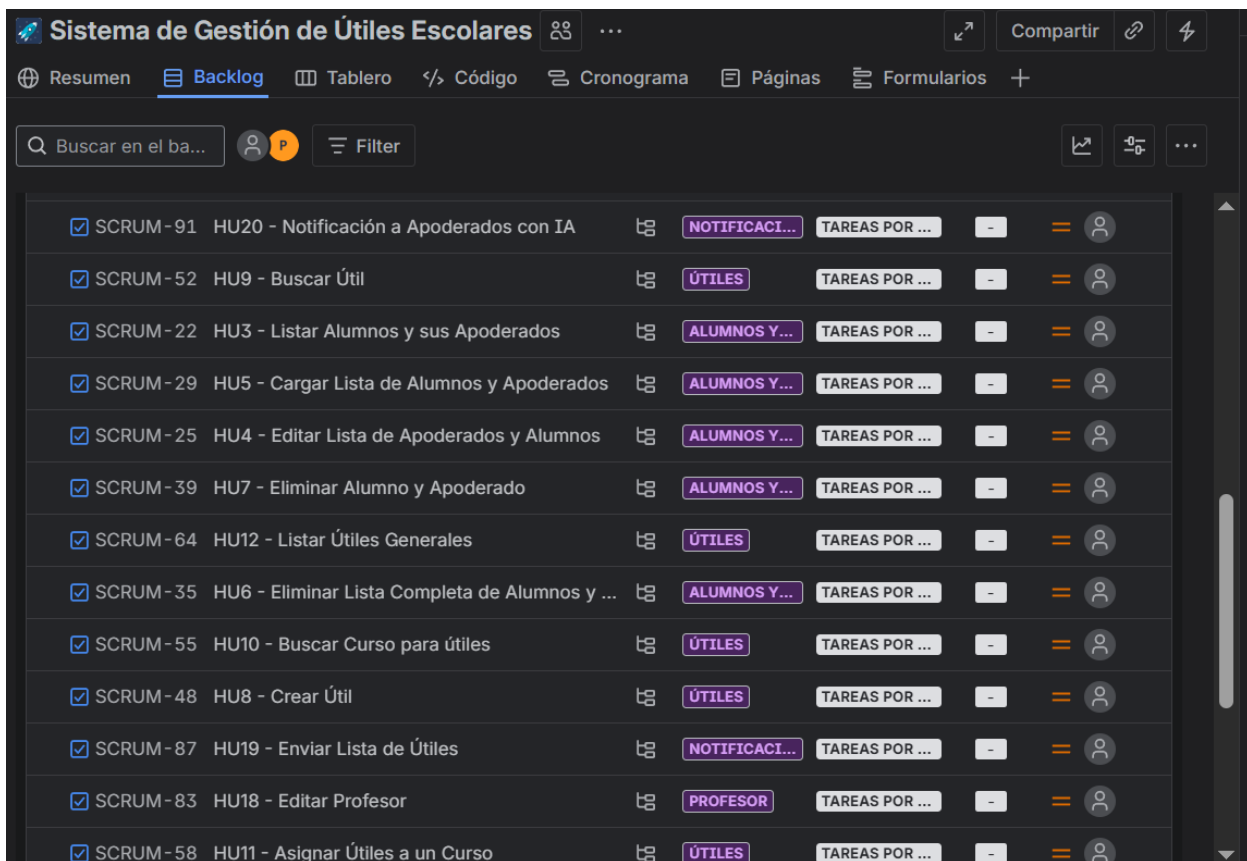 Sistema de Gestión de Útiles Escolares
Compartir
Resumen Backlog Tablero Código Cronograma Páginas Formularios
Buscar en el ba... P Filter
SCRUM-91 HU20 - Notificación a Apoderados con IA NOTIFICACI... TAREAS POR ... -
SCRUM-52 HU9 - Buscar Útil ÚTILES TAREAS POR ... -
SCRUM-22 HU3 - Listar Alumnos y sus Apoderados ALUMNOS Y... TAREAS POR ... -
SCRUM-29 HU5 - Cargar Lista de Alumnos y Apoderados ALUMNOS Y... TAREAS POR ... -
SCRUM-25 HU4 - Editar Lista de Apoderados y Alumnos ALUMNOS Y... TAREAS POR ... -
SCRUM-39 HU7 - Eliminar Alumno y Apoderado ALUMNOS Y... TAREAS POR ... -
SCRUM-64 HU12 - Listar Útiles Generales ÚTILES TAREAS POR ... -
SCRUM-35 HU6 - Eliminar Lista Completa de Alumnos y ... ALUMNOS Y... TAREAS POR ... -
SCRUM-55 HU10 - Buscar Curso para útiles ÚTILES TAREAS POR ... -
SCRUM-48 HU8 - Crear Útil ÚTILES TAREAS POR ... -
SCRUM-87 HU19 - Enviar Lista de Útiles NOTIFICACI... TAREAS POR ... -
SCRUM-83 HU18 - Editar Profesor PROFESOR TAREAS POR ... -
SCRUM-58 HU11 - Asignar Útiles a un Curso ÚTILES TAREAS POR ... -